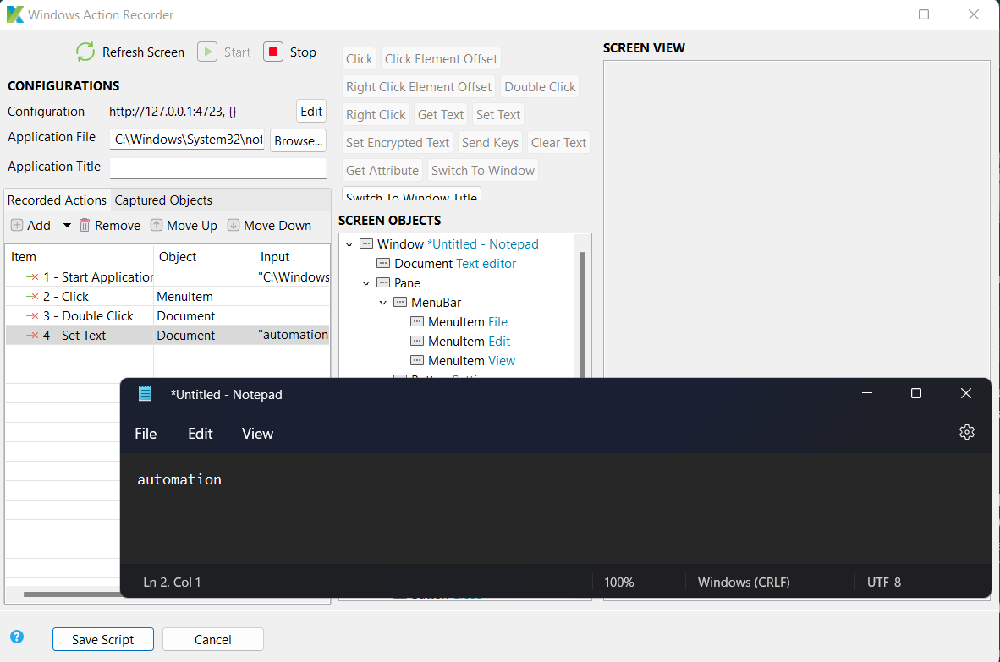 Windows Action Recorder
Refresh Screen Start Stop
CONFIGURATIONS
Configuration http://127.0.0.1:4723, {} Edit
Application File C:\Windows\System32\not Browse...
Application Title
Recorded Actions Captured Objects
Add Remove Move Up Move Down
Item Object Input
1 - Start Application "C:\Windows
2 - Click MenuItem
3 - Double Click Document
4 - Set Text Document "automation
Click Click Element Offset
Right Click Element Offset Double Click
Right Click Get Text Set Text
Set Encrypted Text Send Keys Clear Text
Get Attribute Switch To Window
Switch To Window Title
SCREEN OBJECTS
Window *Untitled - Notepad
Document Text editor
Pane
MenuBar
MenuItem File
MenuItem Edit
MenuItem View
SCREEN VIEW
*Untitled - Notepad
File Edit View
automation
Ln 2, Col 1 100% Windows (CRLF) UTF-8
? Save Script Cancel